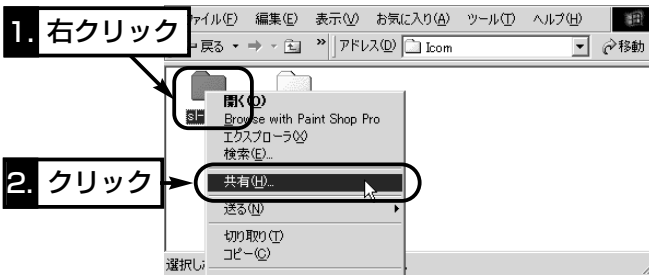 1. 右クリック
ァイル(F) 編集(E) 表示(V) お気に入り(A) ツール(T) ヘルプ(H)
戻る アドレス(D) Icom 移動
開く(O)
Browse with Paint Shop Pro
エクスプローラ(X)
検索(E)...
2. クリック
共有(H)...
送る(N)
切り取り(T)
コピー(C)
選択し